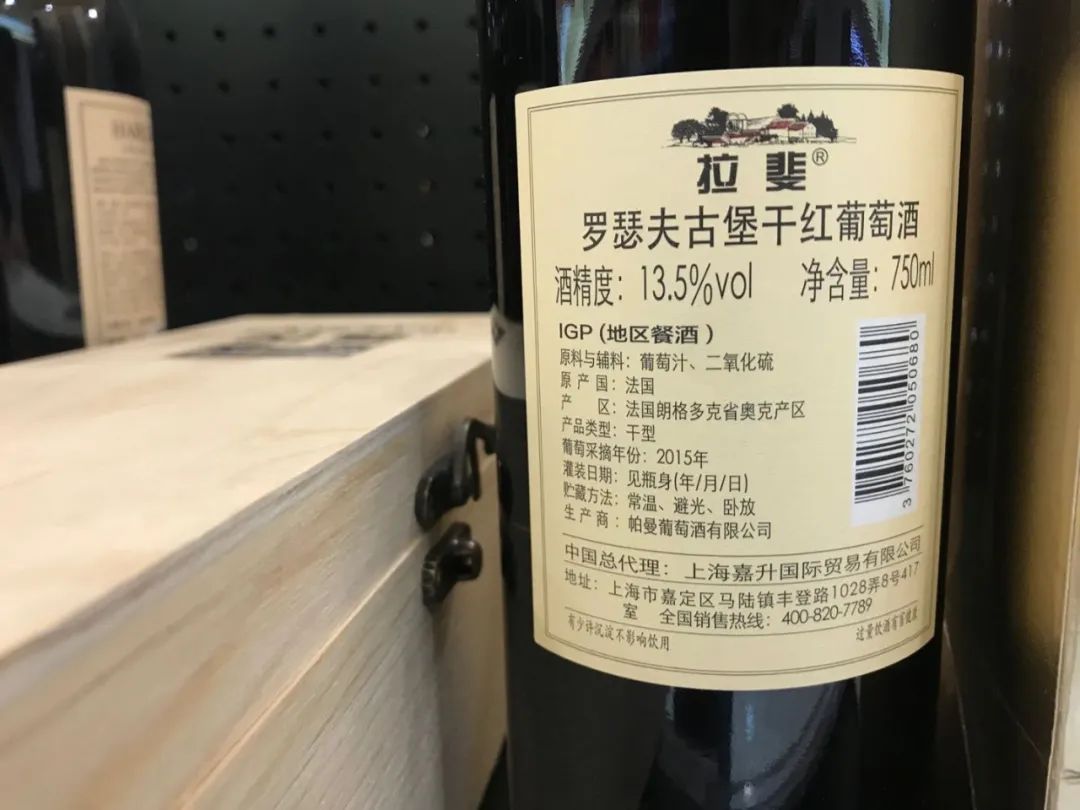 HAR
拉斐®
罗瑟夫古堡干红葡萄酒
酒精度：13.5%vol 净含量：750ml
IGP (地区餐酒)
原料与辅料：葡萄汁、二氧化硫
原产国：法国
产区：法国朗格多克省奥克产区
产品类型：干型
葡萄采摘年份：2015年
灌装日期：见瓶身(年/月/日)
贮藏方法：常温、避光、卧放
生产商：帕曼葡萄酒有限公司
3 760272 050680
中国总代理：上海嘉升国际贸易有限公司
地址：上海市嘉定区马陆镇丰登路1028弄8号417
室 全国销售热线：400-820-7789
有少许沉淀不影响饮用 过量饮酒有害健康